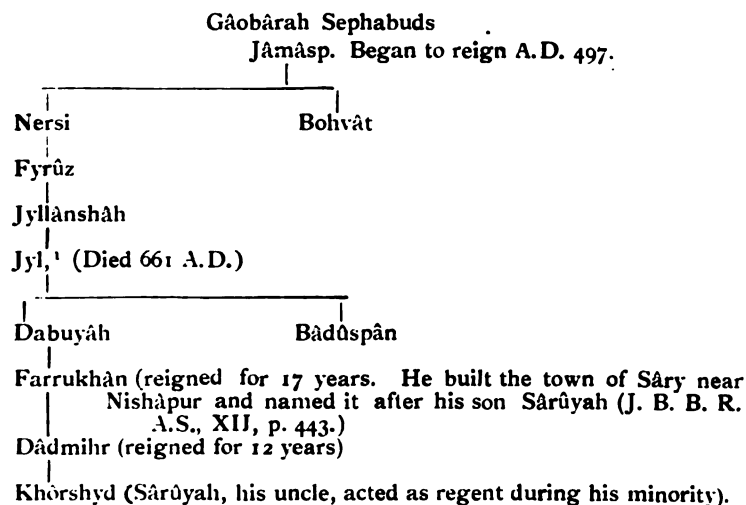 Gâobârah Sephabuds
Jâmâsp. Began to reign A.D. 497.
Nersi Bohvât
Fyrûz
Jyllânshâh
Jyl,¹ (Died 661 A.D.)
Dabuyâh Bâdûspân
Farrukhân (reigned for 17 years. He built the town of Sâry near
Nishâpur and named it after his son Sârûyah (J. B. B. R.
A.S., XII, p. 443.)
Dâdmihr (reigned for 12 years)
Khôrshyd (Sârûyah, his uncle, acted as regent during his minority).